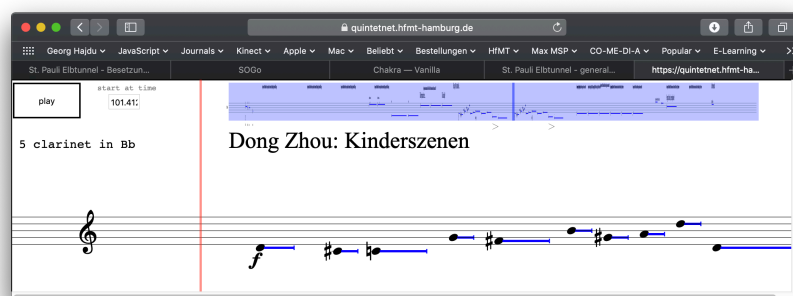 quintetnet.hfmt-hamburg.de
Georg Hajdu JavaScript Journals Kinect Apple Mac Beliebt Bestellungen HfMT Max MSP CO-ME-DI-A Popular E-Learning
St. Pauli Elbtunnel - Besetzun... SOGo Chakra — Vanilla St. Pauli Elbtunnel - general... https://quintetnet.hfmt-ha...
play start at time
101.412
5 clarinet in Bb
Dong Zhou: Kinderszenen
f